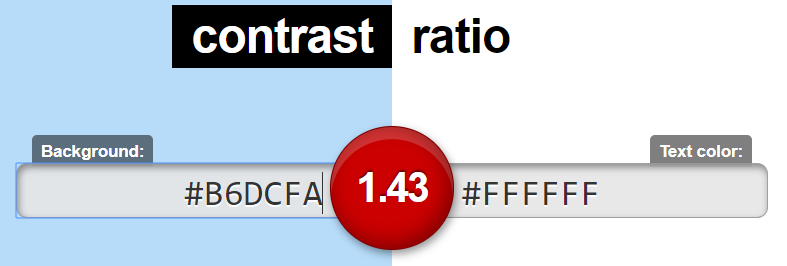 contrast ratio
Background:
Text color:
#B6DCFA
1.43
#FFFFFF